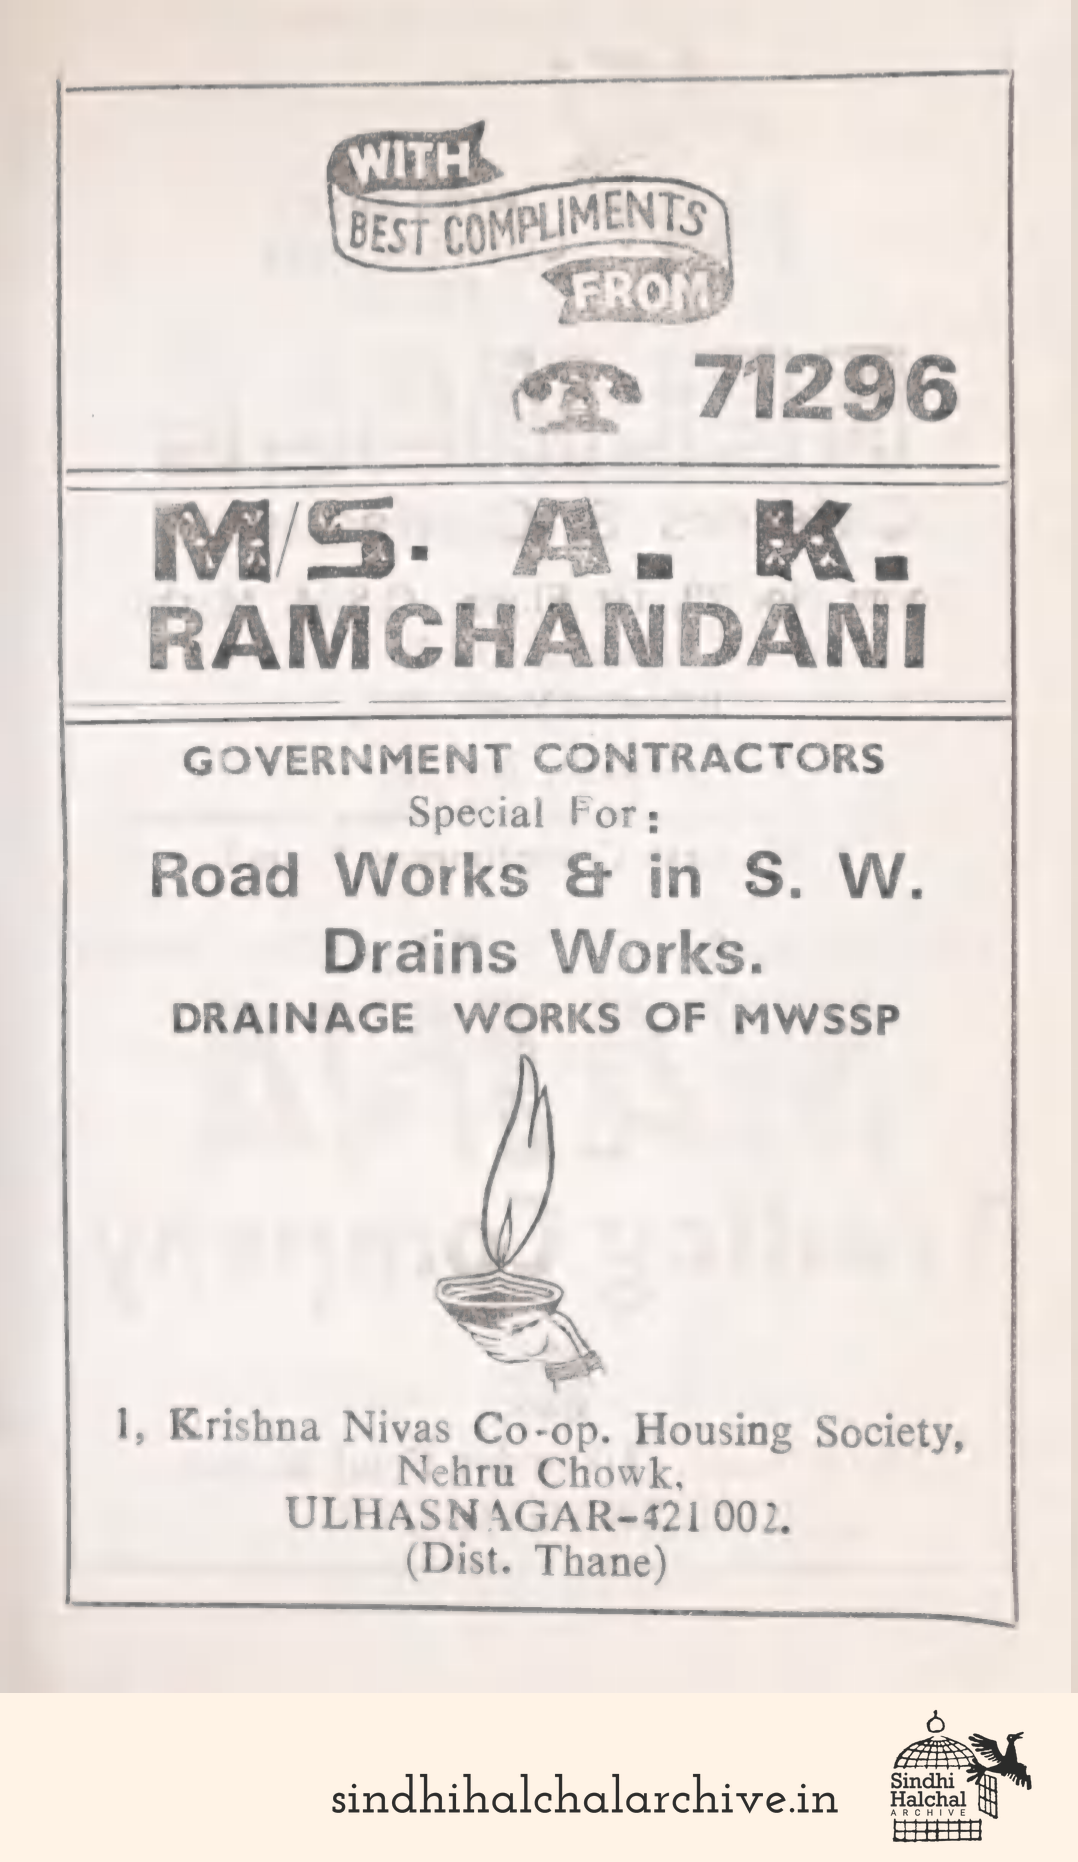 WITH
BEST COMPLIMENTS
FROM
71296
M/S. A. K.
RAMCHANDANI
GOVERNMENT CONTRACTORS
Special For:
Road Works & in S. W.
Drains Works.
DRAINAGE WORKS OF MWSSP
1, Krishna Nivas Co-op. Housing Society,
Nehru Chowk,
ULHASNAGAR-421 002.
(Dist. Thane)
sindhihalchalarchive.in
Sindhi
Halchal
ARCHIVE